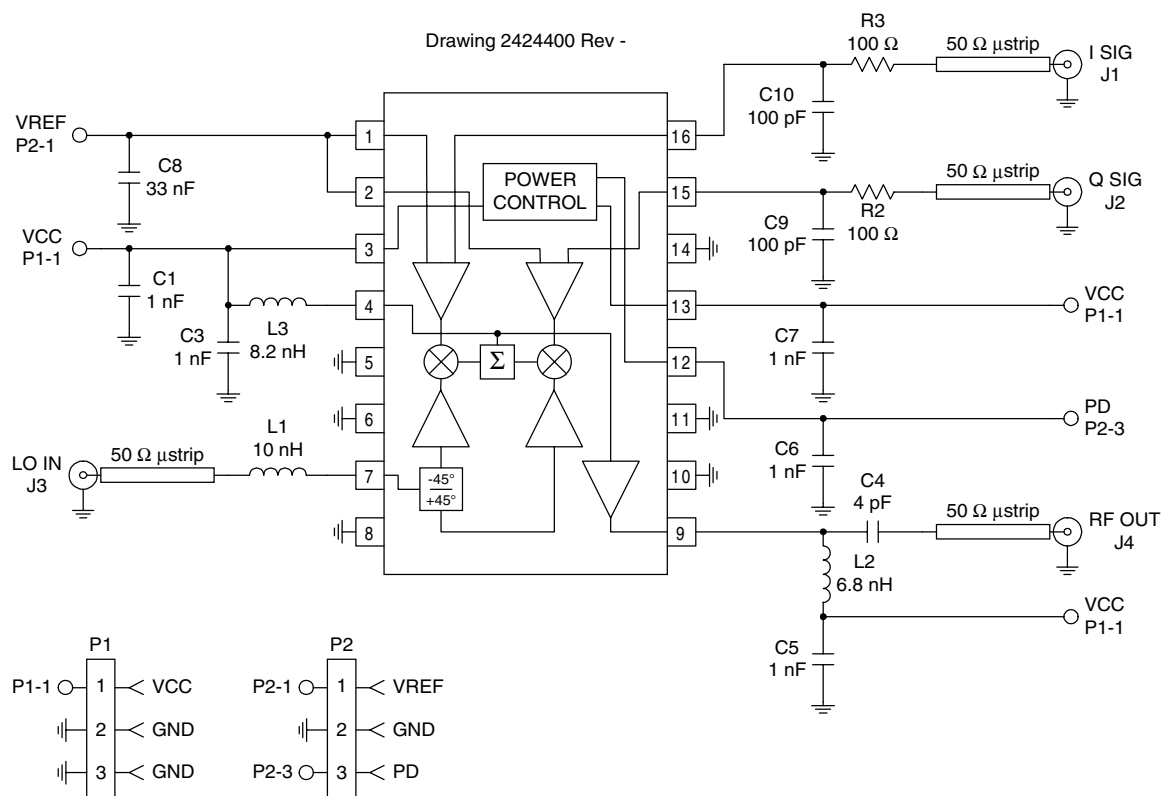 Drawing 2424400 Rev -
R3
100 Ω
50 Ω µstrip
I SIG
J1
C10
100 pF
VREF
P2-1
C8
33 nF
1
16
POWER
CONTROL
2
15
R2
100 Ω
50 Ω µstrip
Q SIG
J2
C9
100 pF
VCC
P1-1
C1
1 nF
3
14
C3
1 nF
L3
8.2 nH
4
13
VCC
P1-1
C7
1 nF
Σ
5
12
6
11
PD
P2-3
C6
1 nF
LO IN
J3
50 Ω µstrip
L1
10 nH
7
-45°
+45°
10
8
9
C4
4 pF
50 Ω µstrip
RF OUT
J4
L2
6.8 nH
VCC
P1-1
C5
1 nF
P1
P1-1
1
VCC
2
GND
3
GND
P2
P2-1
1
VREF
2
GND
P2-3
3
PD